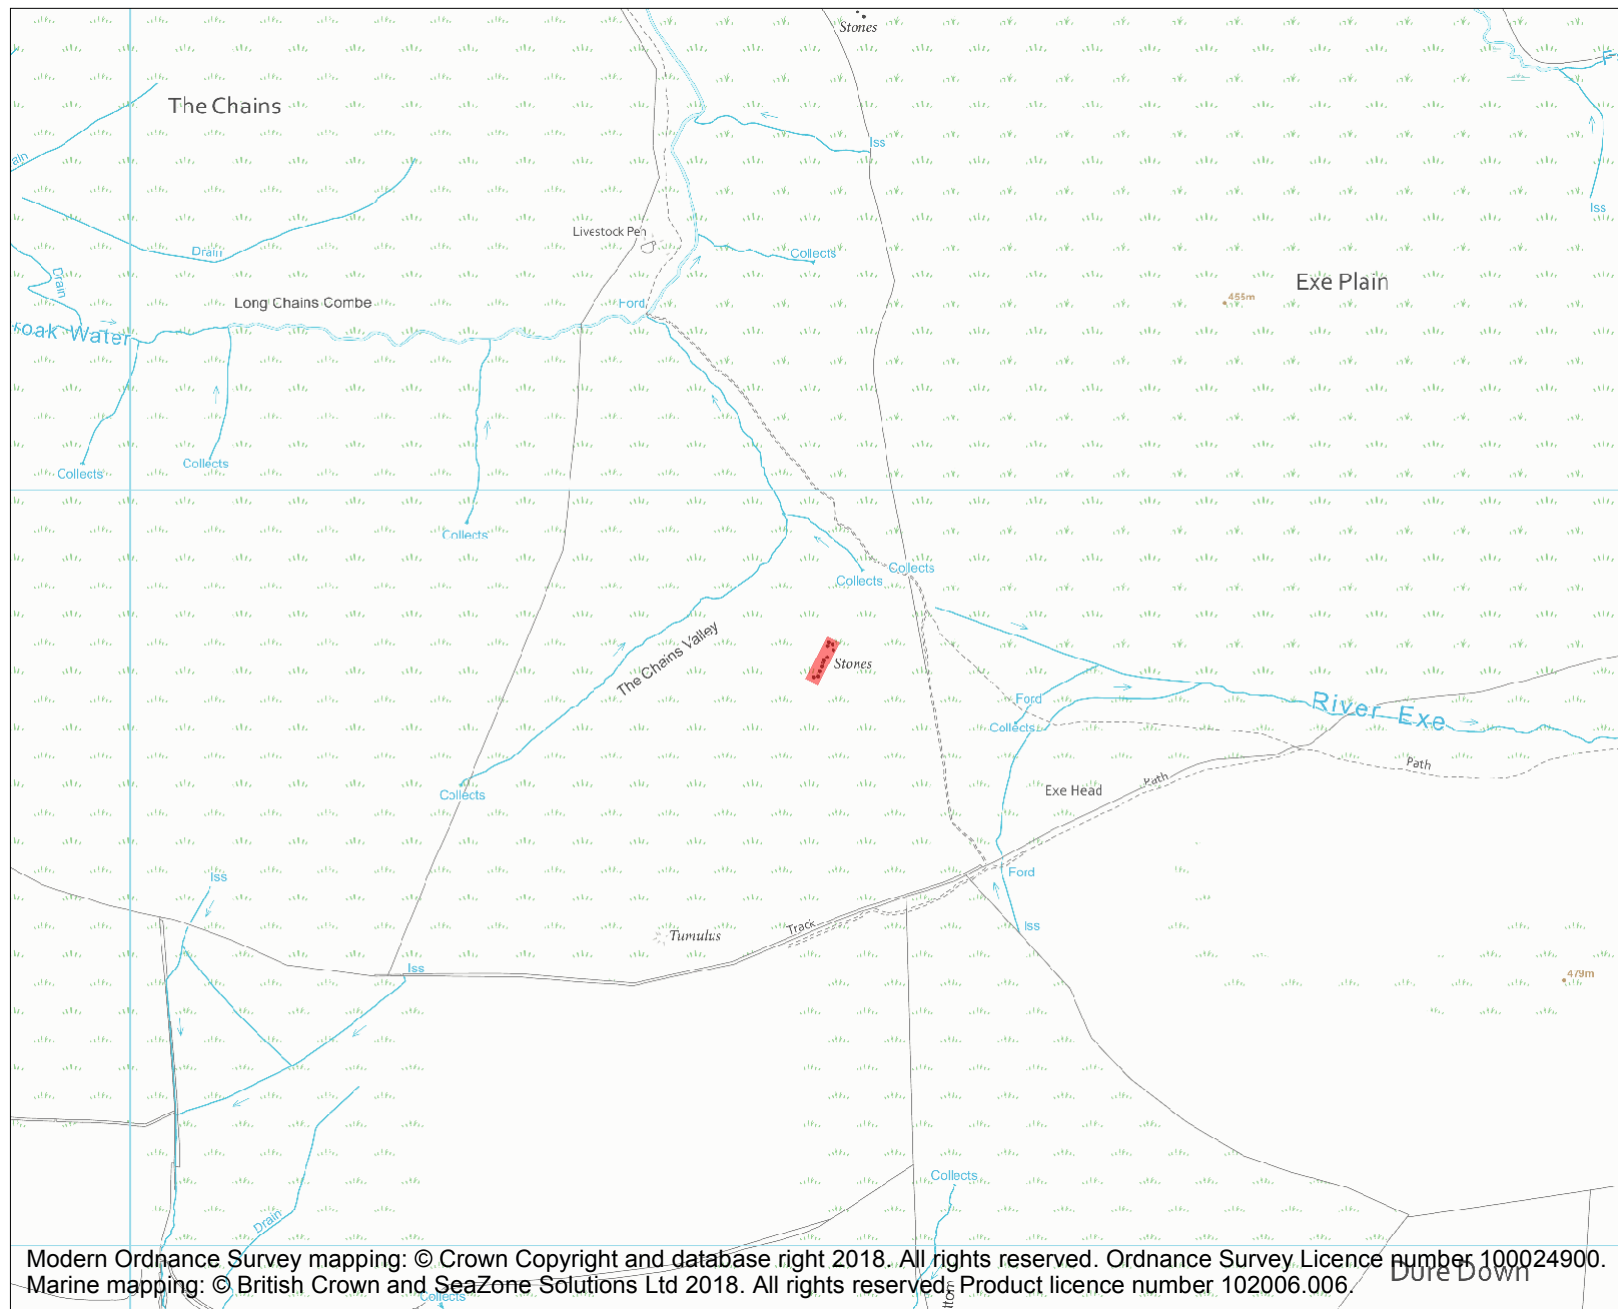 Stones
The Chains
Iss
Iss
Livestock Pen
Drain
Collects
Drain
Exe Plain
455m
Long Chains Combe
Ford
roak Water
Collects
Collects
Collects
Collects
Collects
The Chains Valley
Stones
Ford
River Exe
Collects
Path
Path
Exe Head
Collects
Ford
Iss
Iss
Tumulus
Track
Iss
479m
Collects
Drain
Modern Ordnance Survey mapping: © Crown Copyright and database right 2018. All rights reserved. Ordnance Survey Licence number 100024900.
Marine mapping: © British Crown and SeaZone Solutions Ltd 2018. All rights reserved. Product licence number 102006.006.
Dure Down
Collects